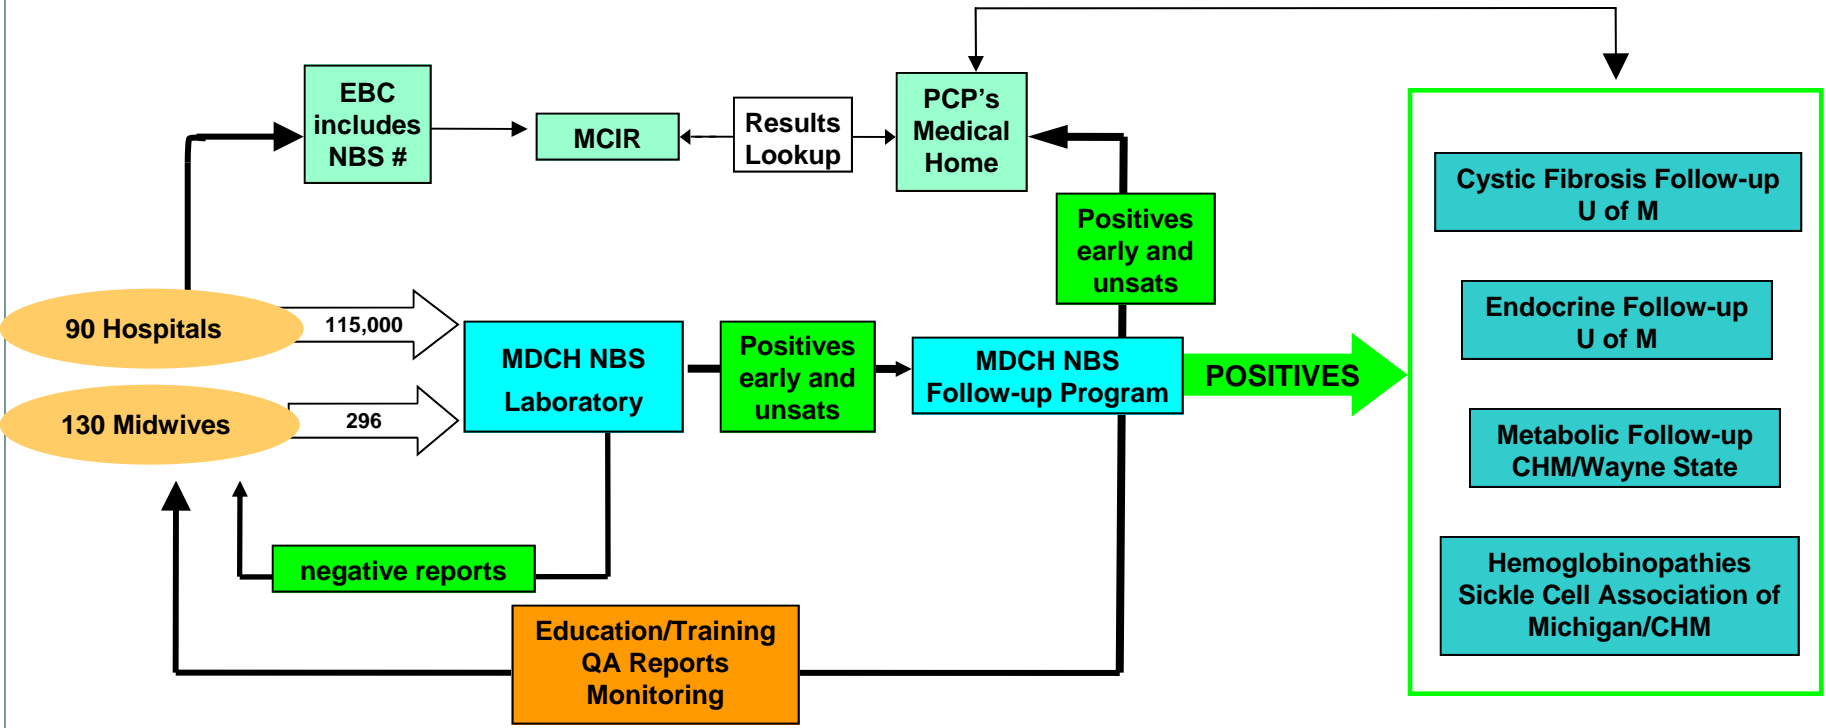 EBC
includes
NBS #
MCIR
Results
Lookup
PCP's
Medical
Home
Positives
early and
unsats
90 Hospitals
115,000
130 Midwives
296
MDCH NBS
Laboratory
Positives
early and
unsats
MDCH NBS
Follow-up Program
POSITIVES
Cystic Fibrosis Follow-up
U of M
Endocrine Follow-up
U of M
Metabolic Follow-up
CHM/Wayne State
Hemoglobinopathies
Sickle Cell Association of
Michigan/CHM
negative reports
Education/Training
QA Reports
Monitoring